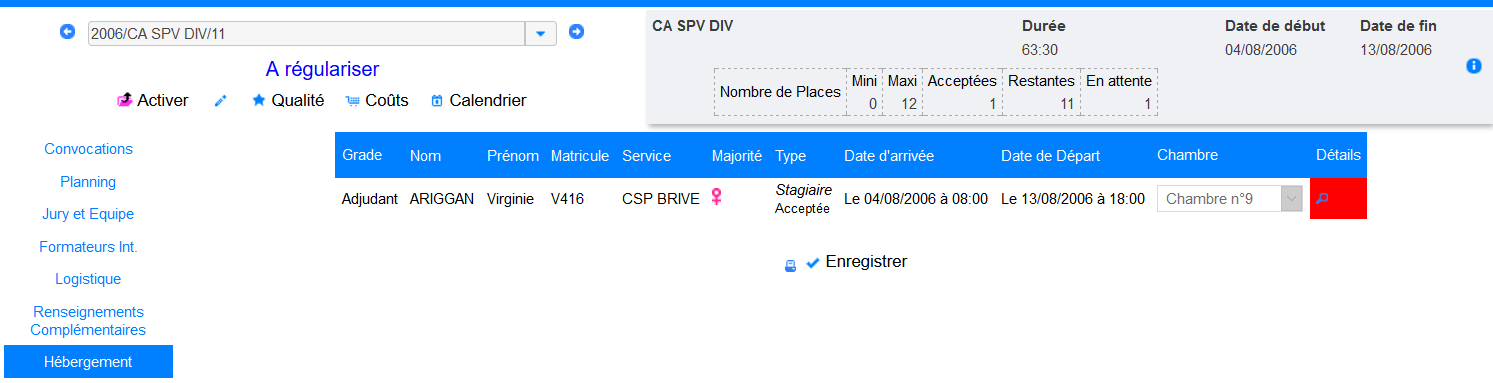 2006/CA SPV DIV/11
A régulariser
Activer Qualité Coûts Calendrier
CA SPV DIV Durée Date de début Date de fin
63:30 04/08/2006 13/08/2006
Nombre de Places Mini Maxi Acceptées Restantes En attente
0 12 1 11 1
Convocations
Planning
Jury et Equipe
Formateurs Int.
Logistique
Renseignements
Complémentaires
Hébergement
Grade Nom Prénom Matricule Service Majorité Type Date d'arrivée Date de Départ Chambre Détails
Adjudant ARIGGAN Virginie V416 CSP BRIVE Stagiaire Le 04/08/2006 à 08:00 Le 13/08/2006 à 18:00 Chambre n°9
Acceptée
Enregistrer